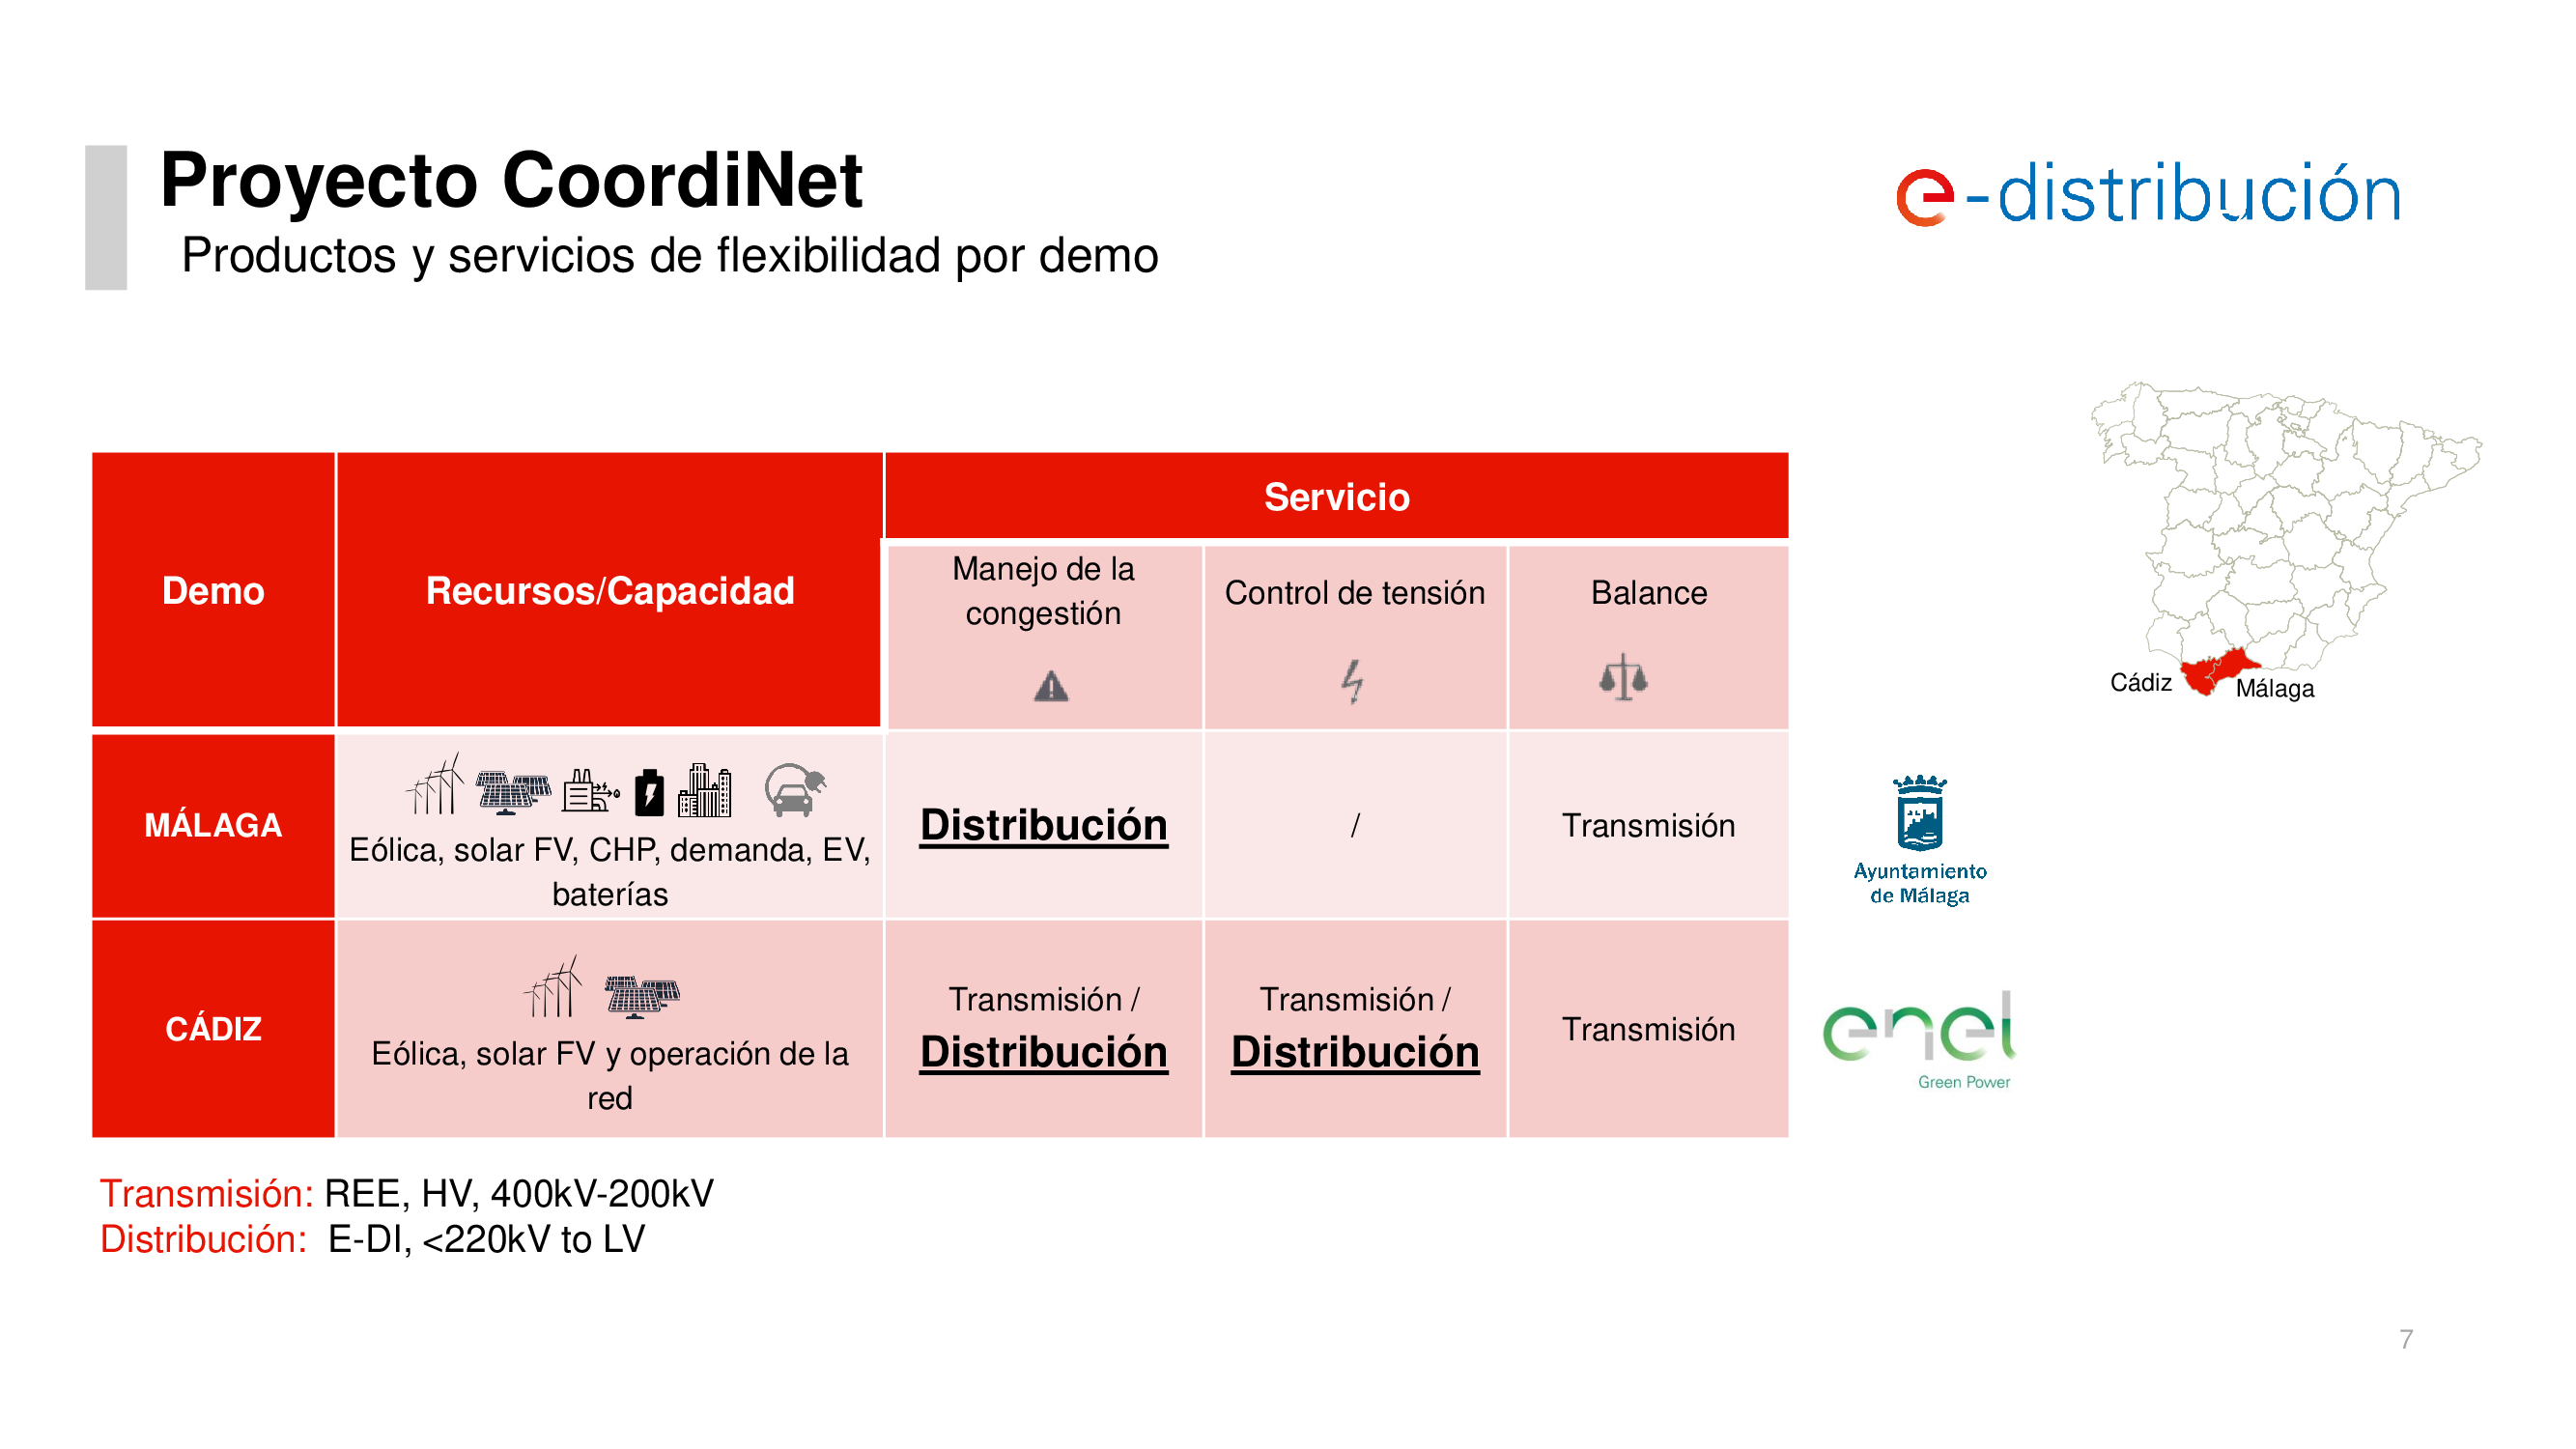 Proyecto CoordiNet
Productos y servicios de flexibilidad por demo
e-distribución
Demo
Recursos/Capacidad
Servicio
Manejo de la
congestión
Control de tensión
Balance
MÁLAGA
Eólica, solar FV, CHP, demanda, EV,
baterías
Distribución
/
Transmisión
CÁDIZ
Eólica, solar FV y operación de la
red
Transmisión /
Distribución
Transmisión /
Distribución
Transmisión
Cádiz
Málaga
Ayuntamiento
de Málaga
enel
Green Power
Transmisión: REE, HV, 400kV-200kV
Distribución: E-DI, <220kV to LV
7